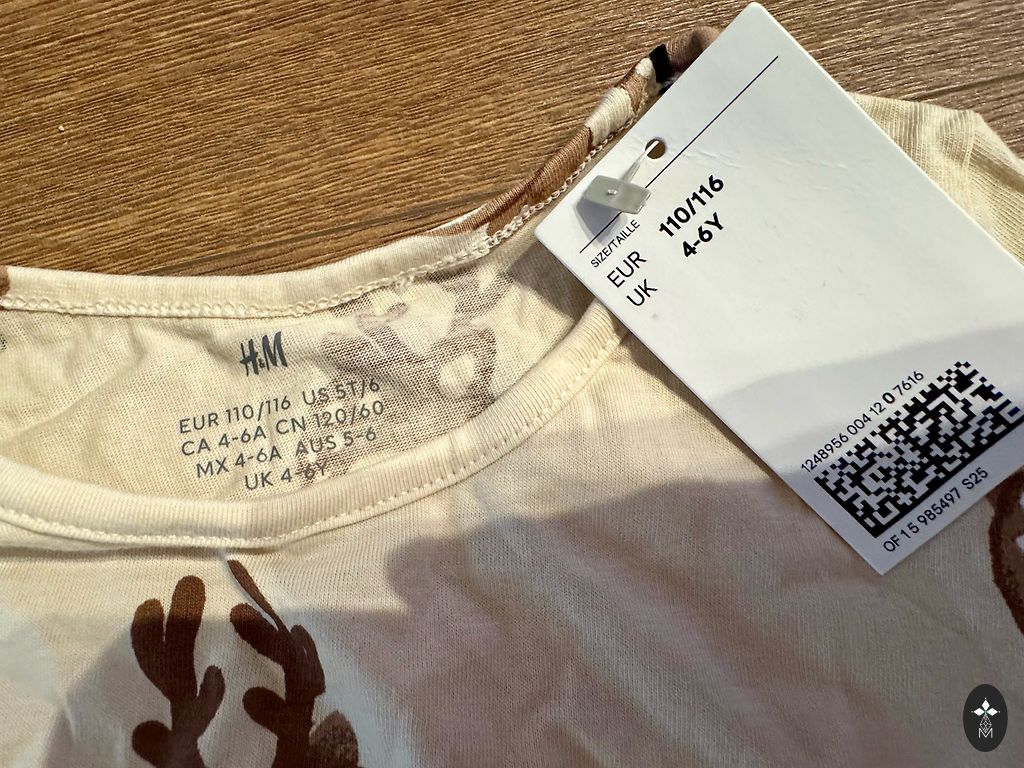 H&M
EUR 110/116 US 5T/6
CA 4-6A CN 120/60
MX 4-6A AUS 5-6
UK 4-6Y
SIZE/TAILLE
EUR 110/116
UK 4-6Y
1248956 004 12 0 7616
OF 15 985497 S25
M